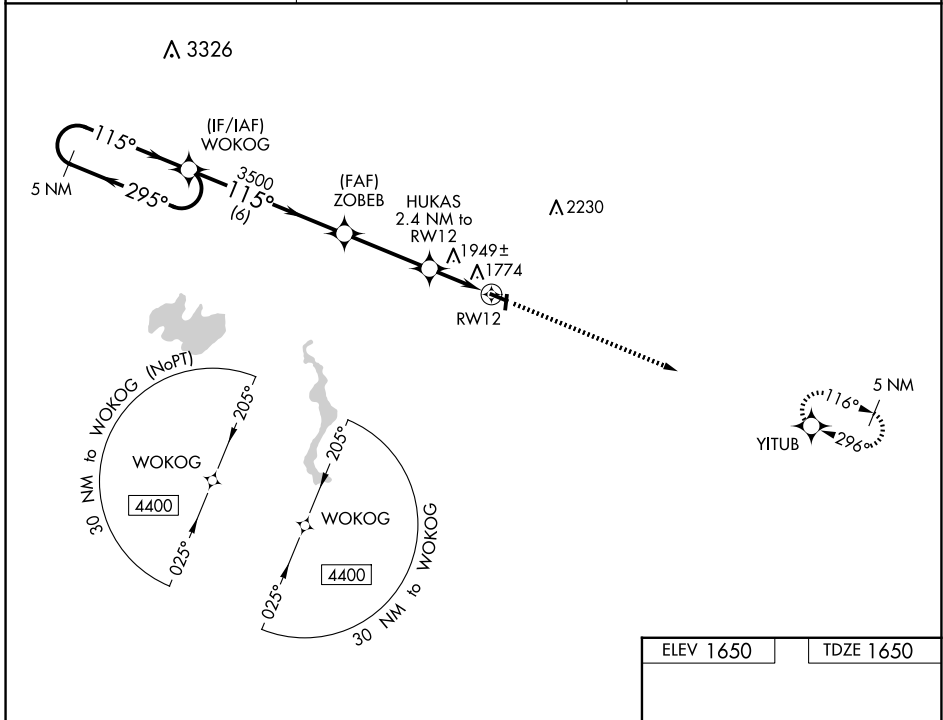 3326
(IF/IAF)
WOKOG
115°
5 NM
295°
3500
115°
(6)
(FAF)
ZOBEB
HUKAS
2.4 NM to
RW12
1949±
1774
2230
RW12
5 NM
116°
296°
YITUB
30 NM to WOKOG (NoPT)
205°
WOKOG
4400
025°
205°
WOKOG
4400
025°
30 NM to WOKOG
ELEV 1650
TDZE 1650